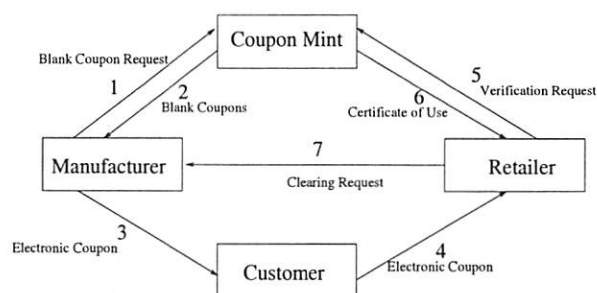 Coupon Mint
Blank Coupon Request
1
2
Blank Coupons
5
Verification Request
6
Certificate of Use
Manufacturer
7
Clearing Request
Retailer
3
Electronic Coupon
4
Electronic Coupon
Customer